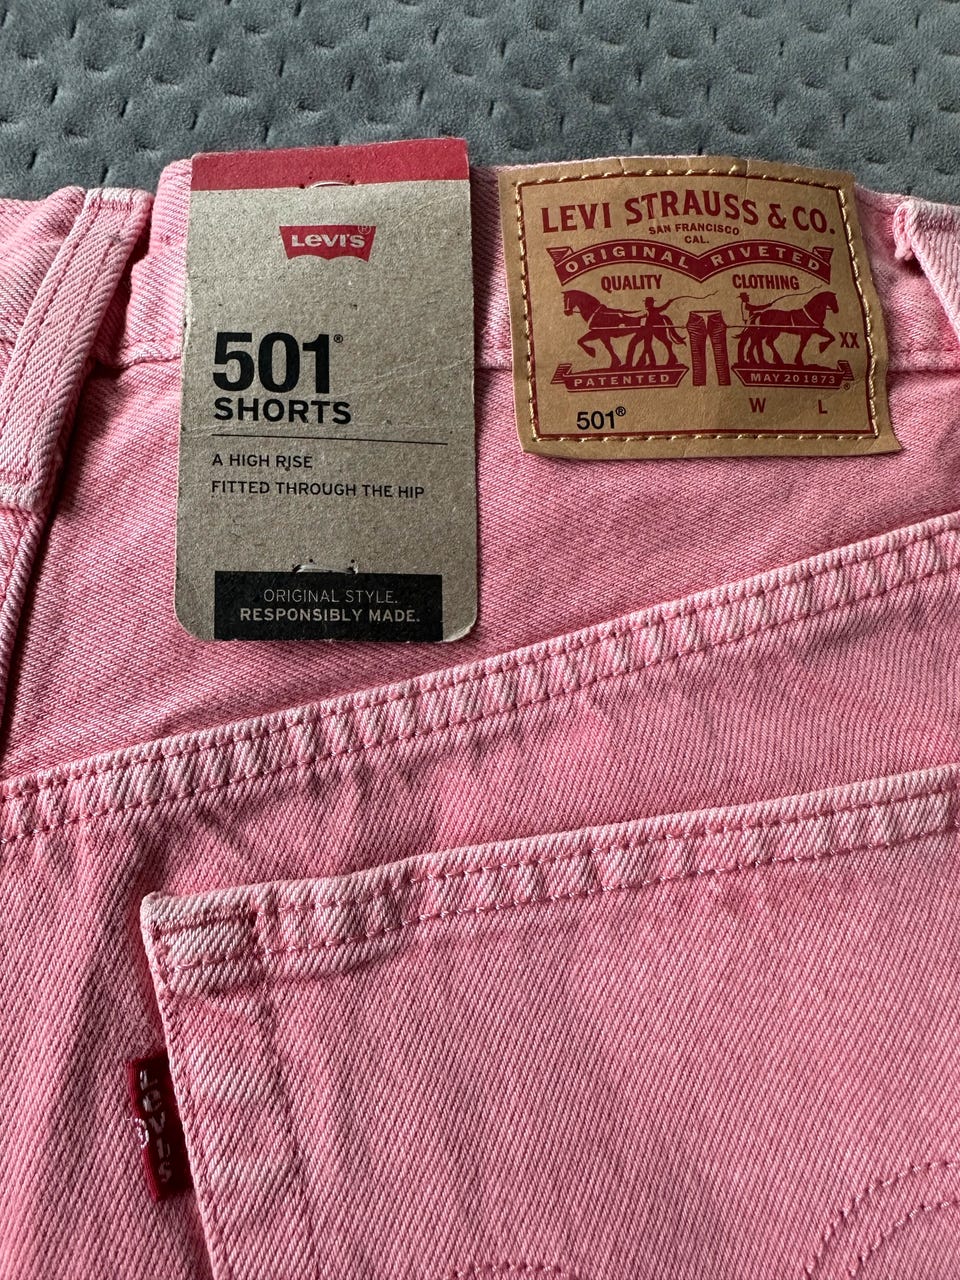 LEVI'S®
501®
SHORTS
A HIGH RISE
FITTED THROUGH THE HIP
ORIGINAL STYLE.
RESPONSIBLY MADE.
LEVI STRAUSS & CO.
SAN FRANCISCO
CAL.
ORIGINAL RIVETED
QUALITY CLOTHING
XX
PATENTED MAY 20 1873 ®
W L
501®
LEVI'S